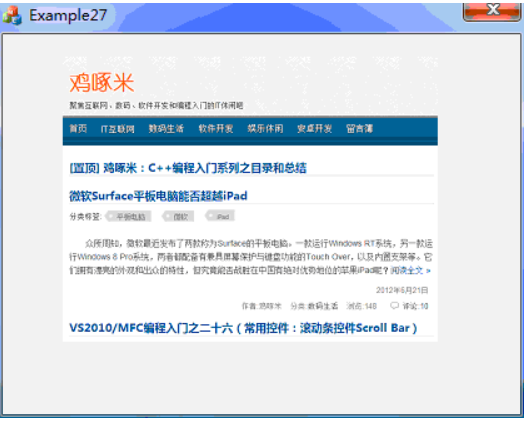 Example27
鸡啄米
聚焦互联网、数码、软件开发和编程入门的IT休闲吧
首页 IT互联网 数码生活 软件开发 娱乐休闲 安卓开发 留言簿
[置顶] 鸡啄米：C++编程入门系列之目录和总结
微软Surface平板电脑能否超越iPad
分类标签: 平板电脑 微软 iPad
众所周知，微软最近发布了两款称为Surface的平板电脑，一款运行Windows RT系统，另一款运
行Windows 8 Pro系统，两者都配备有兼具屏幕保护与键盘功能的Touch Over，以及内置支架等。它
们拥有漂亮的外观和出众的特性，但究竟能否战胜在中国有绝对优势地位的苹果iPad呢？阅读全文 »
2012年6月21日
作者:鸡啄米 分类:数码生活 浏览:148 评论:10
VS2010/MFC编程入门之二十六（常用控件：滚动条控件Scroll Bar）